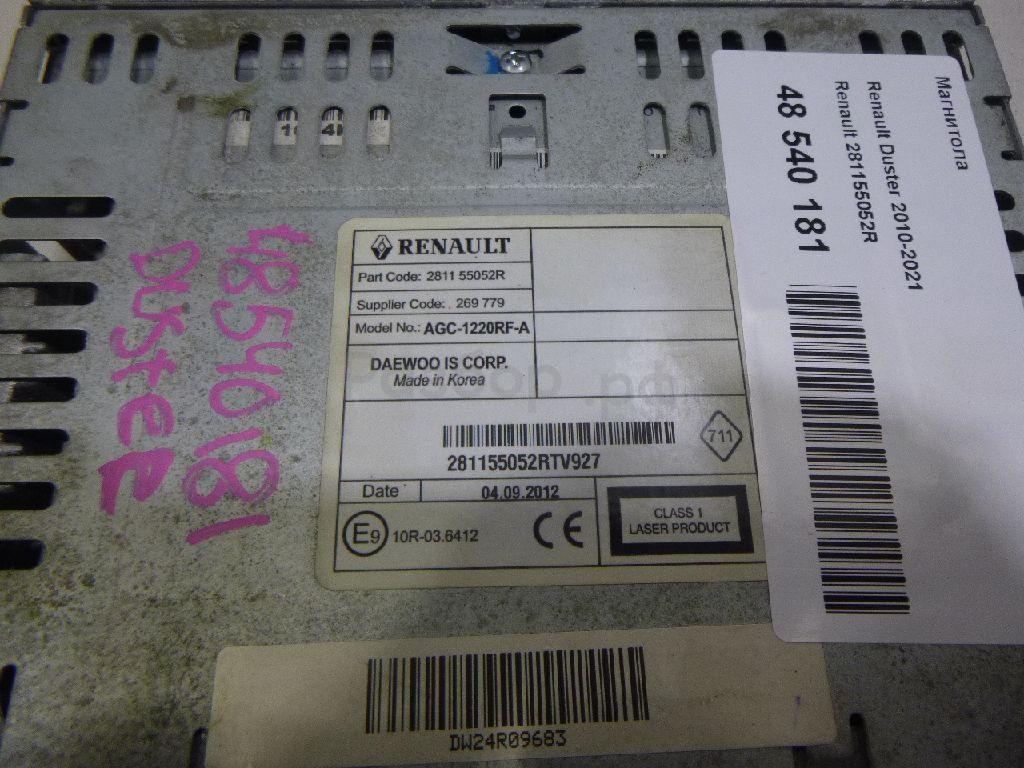 Магнитола
Renault Duster 2010-2021
Renault 281155052R
48 540 181
48540181
DUSTER
RENAULT
Part Code: 281155052R
Supplier Code: 269 779
Model No.: AGC-1220RF-A
DAEWOO IS CORP.
Made in Korea
711
281155052RTV927
Date 04.09.2012
E9 10R-03.6412
CE
CLASS 1
LASER PRODUCT
DW24R09683